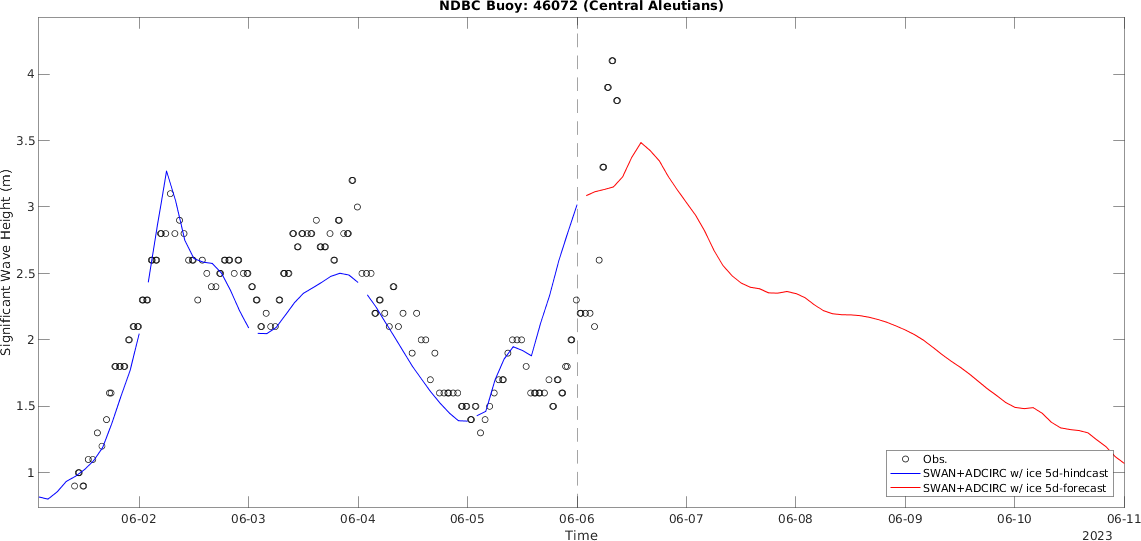 NDBC Buoy: 46072 (Central Aleutians)
Significant Wave Height (m)
4
3.5
3
2.5
2
1.5
1
Obs.
SWAN+ADCIRC w/ ice 5d-hindcast
SWAN+ADCIRC w/ ice 5d-forecast
06-02 06-03 06-04 06-05 06-06 06-07 06-08 06-09 06-10 06-11
Time
2023